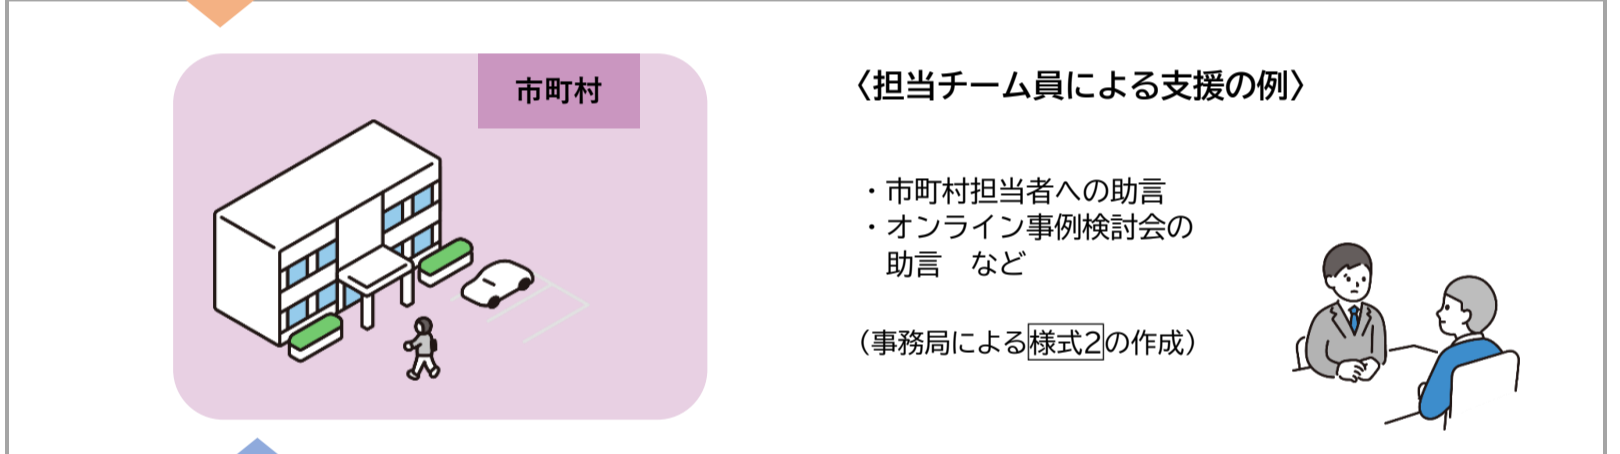 市町村
〈担当チーム員による支援の例〉
・市町村担当者への助言
・オンライン事例検討会の
助言　など
（事務局による様式2の作成）